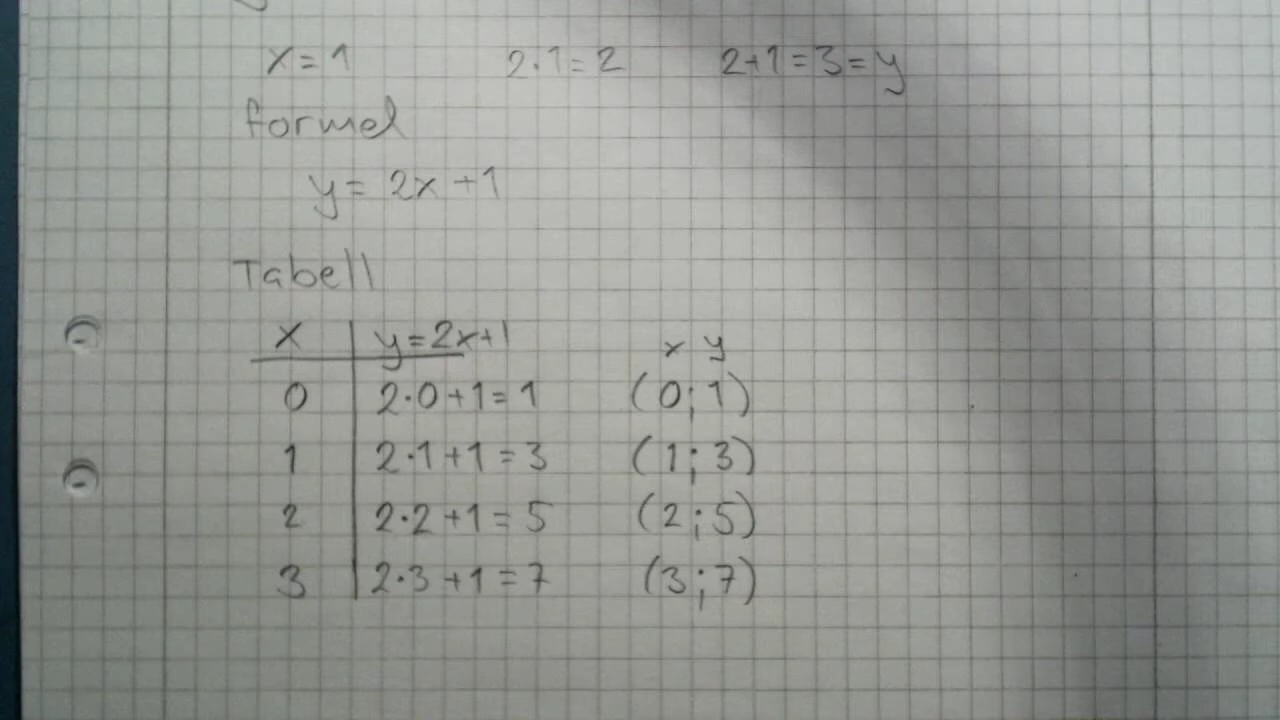 x = 1 2·1 = 2 2+1 = 3 = y
formel
y = 2x + 1
Tabell
x y = 2x+1 x y
0 2·0+1 = 1 (0; 1)
1 2·1+1 = 3 (1; 3)
2 2·2+1 = 5 (2; 5)
3 2·3+1 = 7 (3; 7)